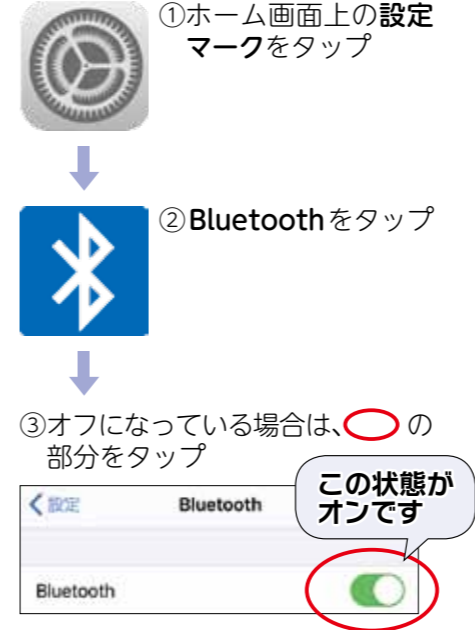 ①ホーム画面上の設定
マークをタップ
②Bluetoothをタップ
③オフになっている場合は、の
部分をタップ
この状態が
オンです
設定 Bluetooth
Bluetooth